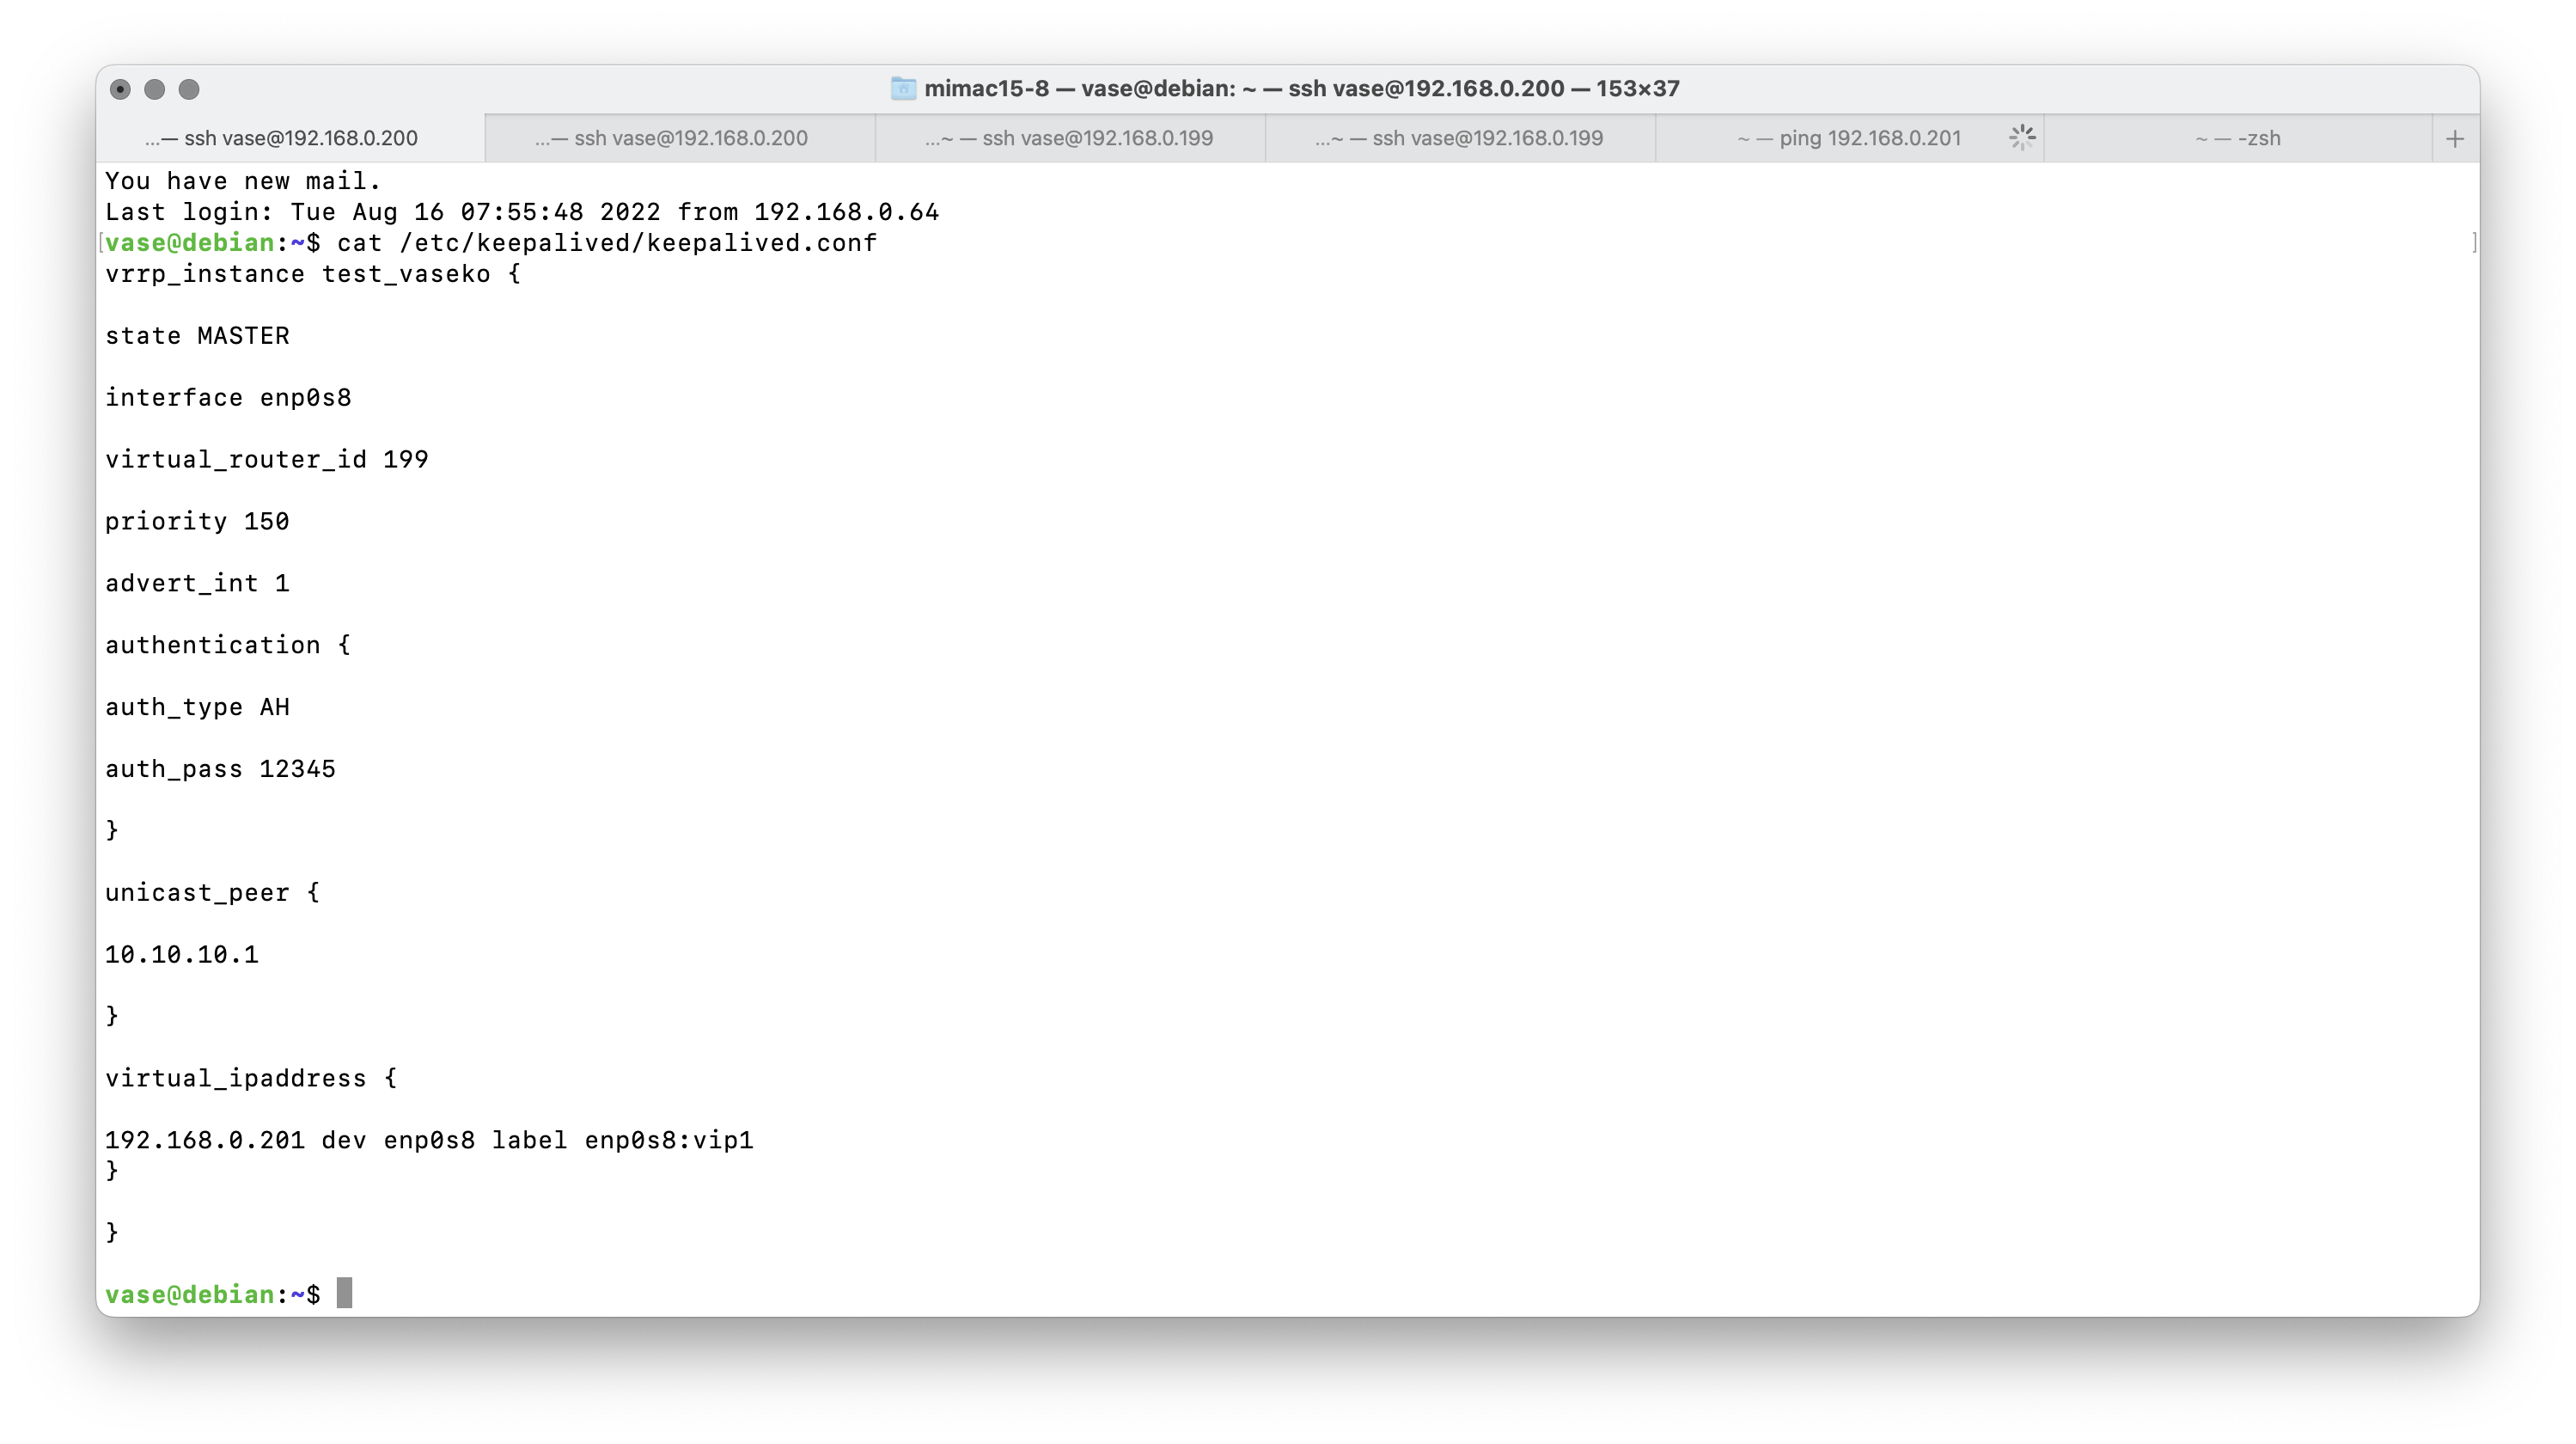 mimac15-8 — vase@debian: ~ — ssh vase@192.168.0.200 — 153×37
...— ssh vase@192.168.0.200
...— ssh vase@192.168.0.200
...~ — ssh vase@192.168.0.199
...~ — ssh vase@192.168.0.199
~ — ping 192.168.0.201
~ — -zsh
+
You have new mail.
Last login: Tue Aug 16 07:55:48 2022 from 192.168.0.64
[vase@debian:~$ cat /etc/keepalived/keepalived.conf ]
vrrp_instance test_vaseko {
state MASTER
interface enp0s8
virtual_router_id 199
priority 150
advert_int 1
authentication {
auth_type AH
auth_pass 12345
}
unicast_peer {
10.10.10.1
}
virtual_ipaddress {
192.168.0.201 dev enp0s8 label enp0s8:vip1
}
}
vase@debian:~$